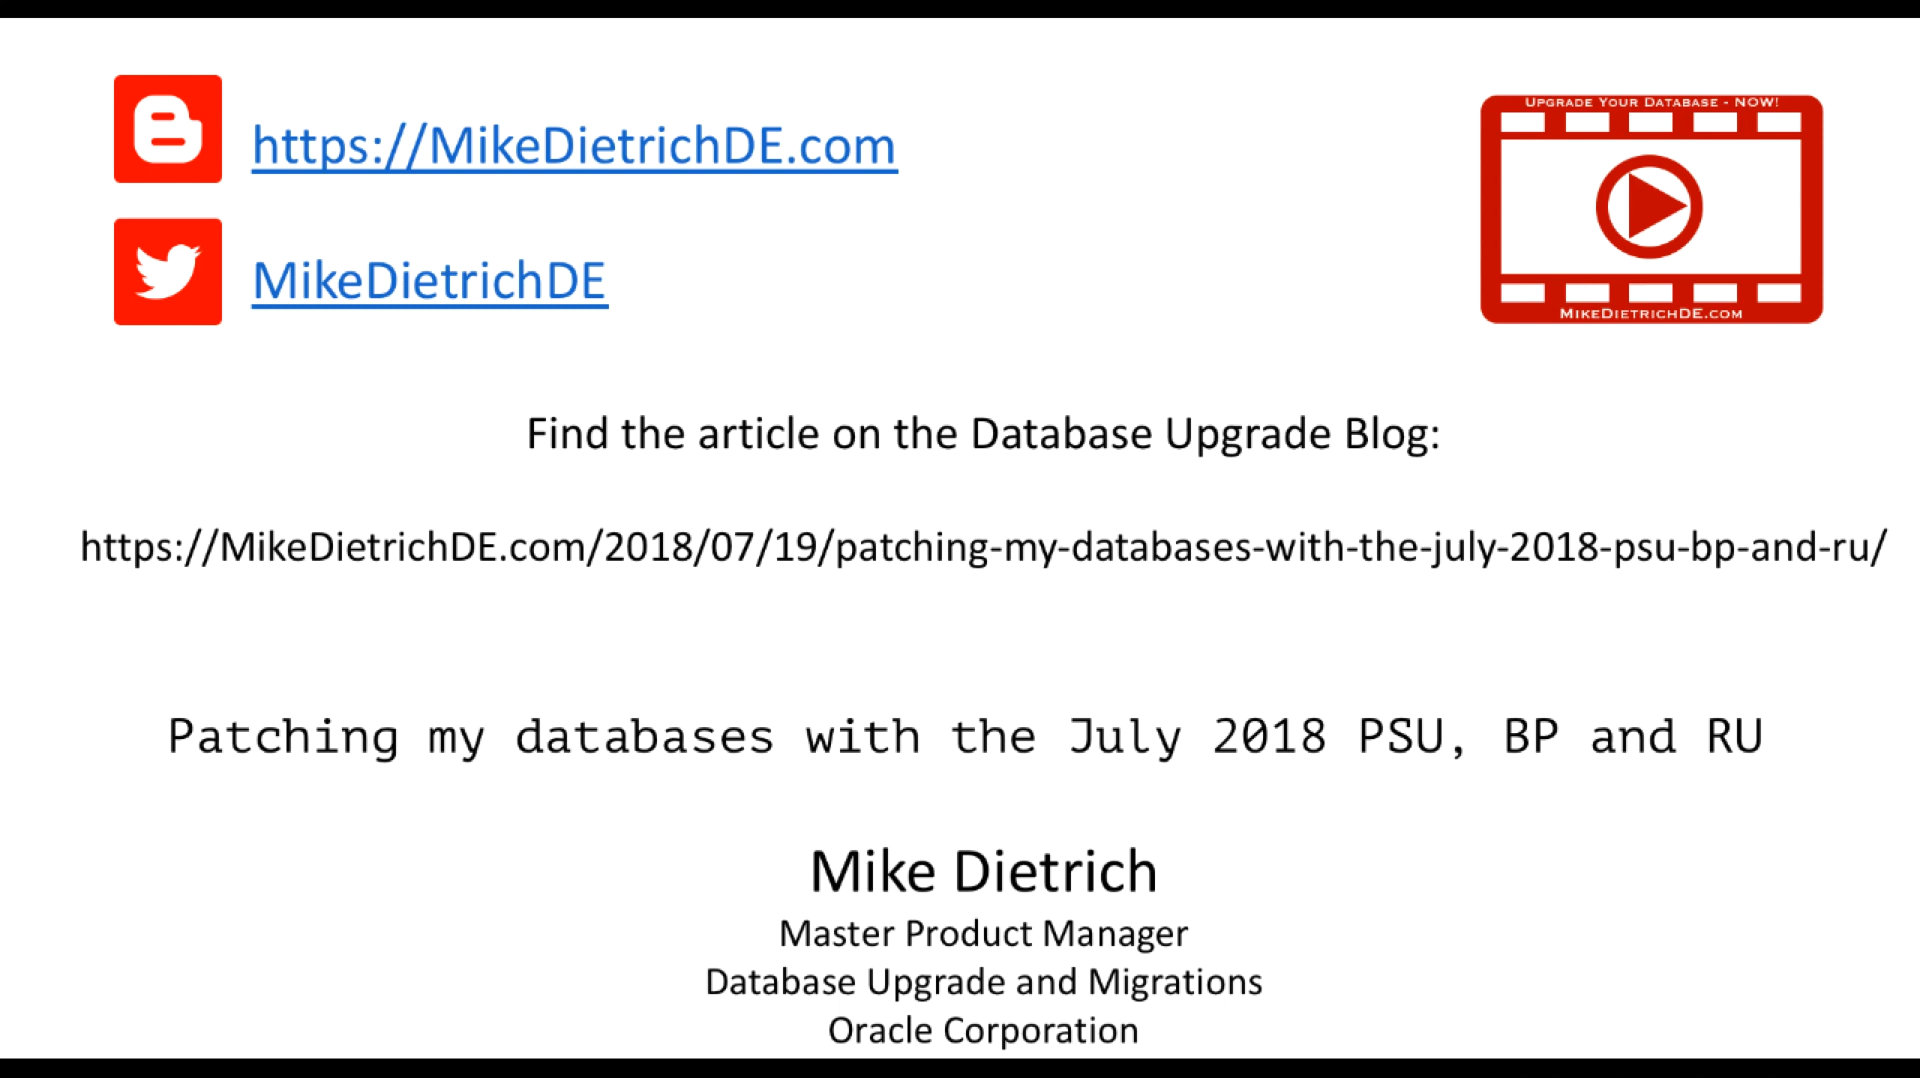 https://MikeDietrichDE.com
MikeDietrichDE
UPGRADE YOUR DATABASE - NOW!
MIKEDIETRICHDE.COM
Find the article on the Database Upgrade Blog:
https://MikeDietrichDE.com/2018/07/19/patching-my-databases-with-the-july-2018-psu-bp-and-ru/
Patching my databases with the July 2018 PSU, BP and RU
Mike Dietrich
Master Product Manager
Database Upgrade and Migrations
Oracle Corporation